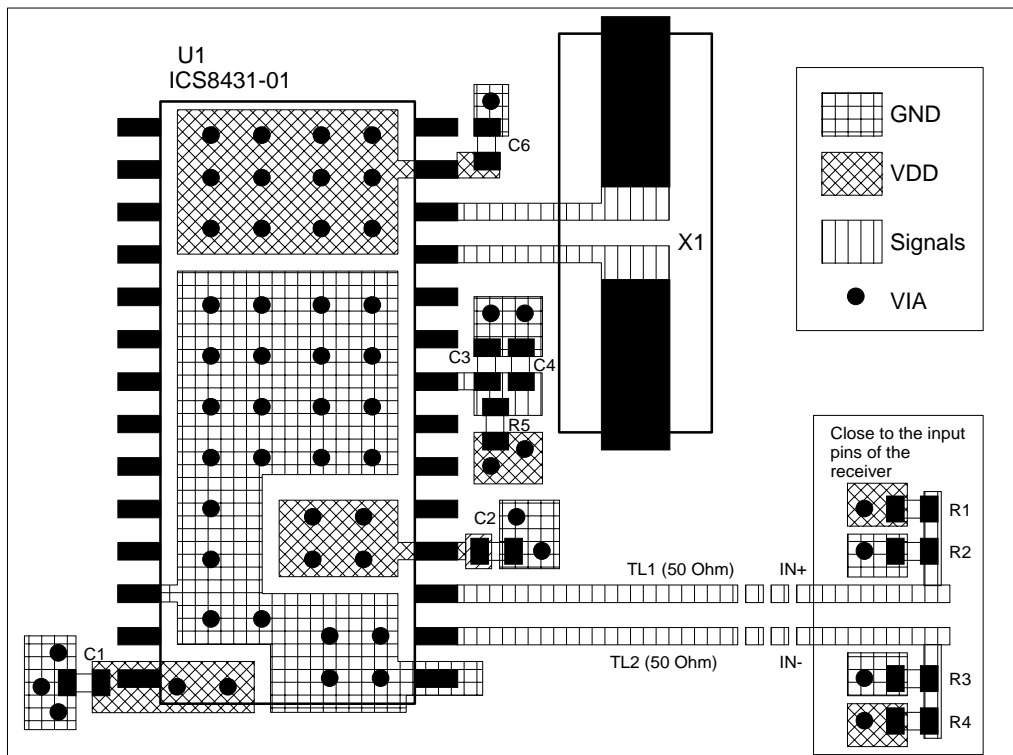 U1
ICS8431-01
C6
X1
GND
VDD
Signals
VIA
C3
C4
R5
Close to the input
pins of the
receiver
C2
R1
R2
TL1 (50 Ohm)
IN+
TL2 (50 Ohm)
IN-
C1
R3
R4